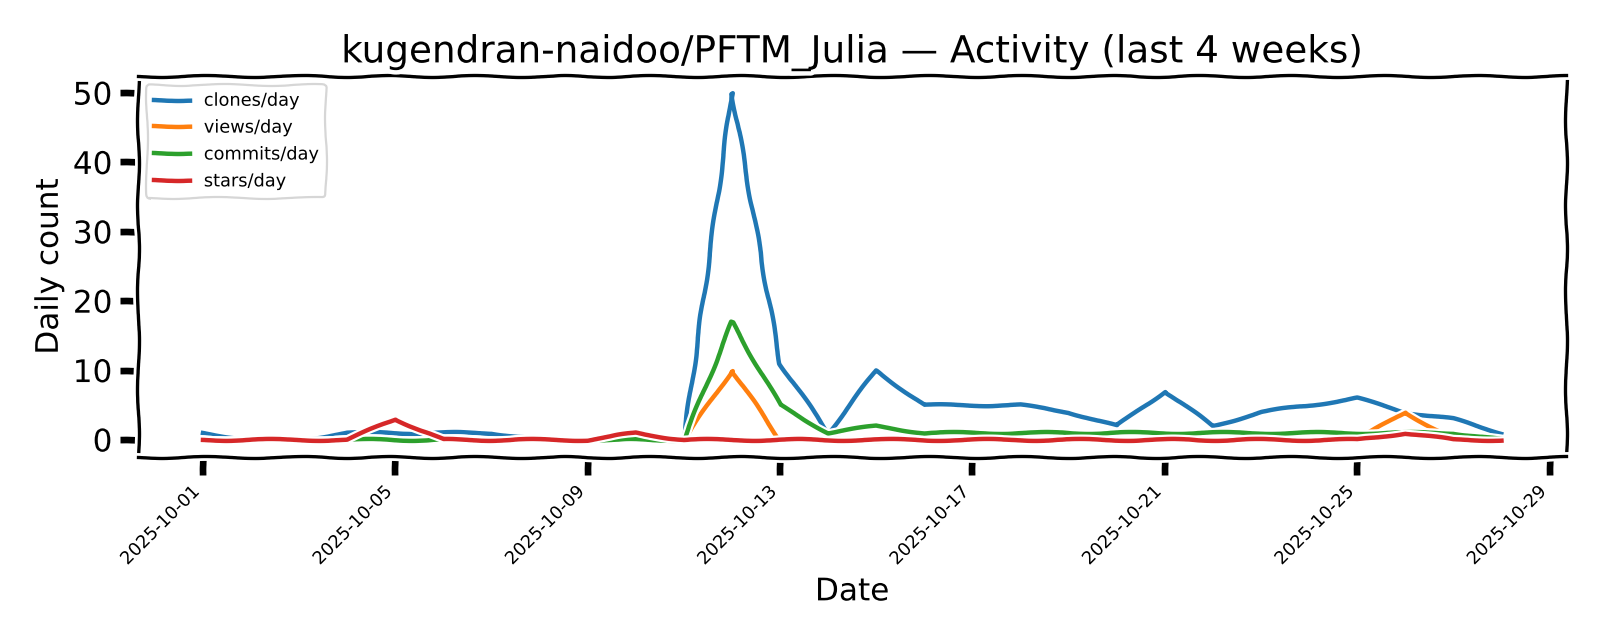 kugendran-naidoo/PFTM_Julia — Activity (last 4 weeks)
clones/day
views/day
commits/day
stars/day
50
40
30
20
10
0
Daily count
2025-10-01
2025-10-05
2025-10-09
2025-10-13
2025-10-17
2025-10-21
2025-10-25
2025-10-29
Date